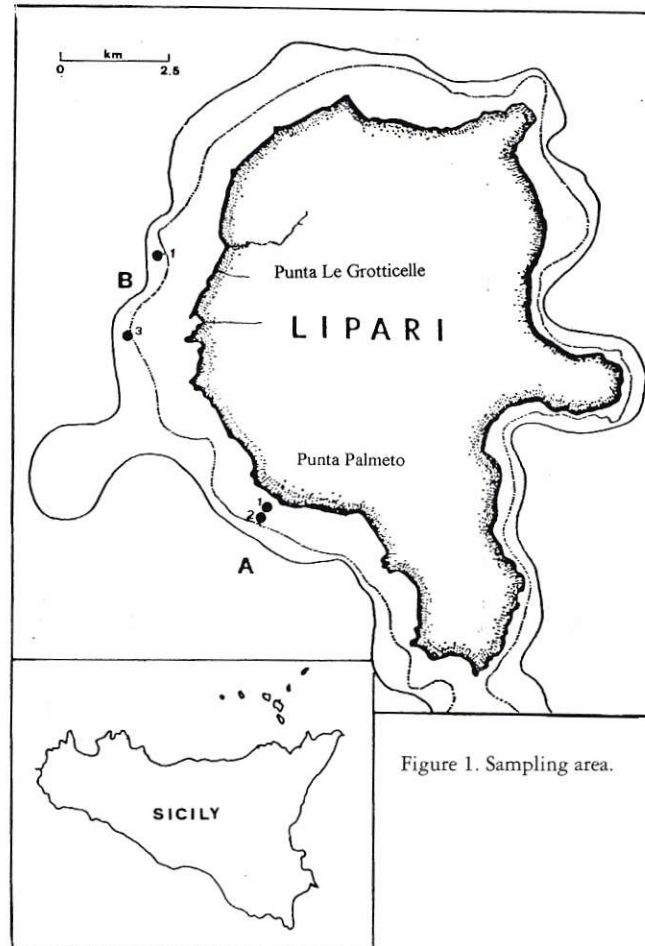 km
0 2.5
1
Punta Le Grotticelle
B
LIPARI
3
Punta Palmeto
1
2
A
Figure 1. Sampling area.
SICILY